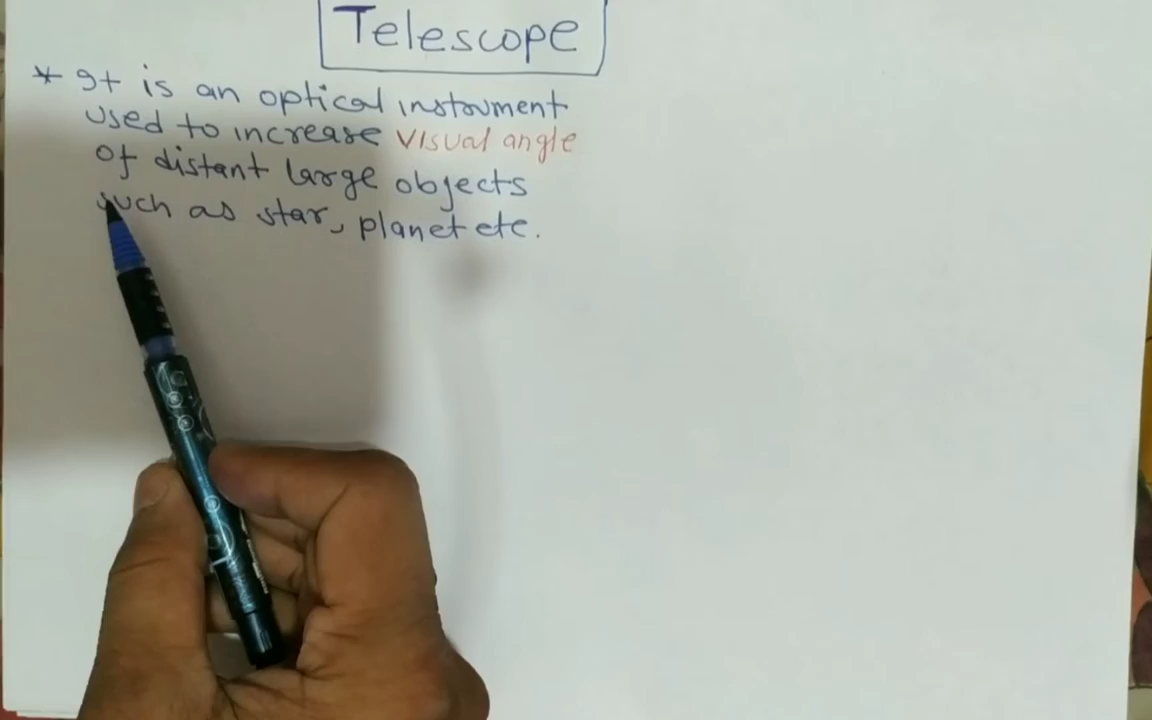 Telescope
* It is an optical instrument
used to increase visual angle
of distant large objects
such as star, planet etc.